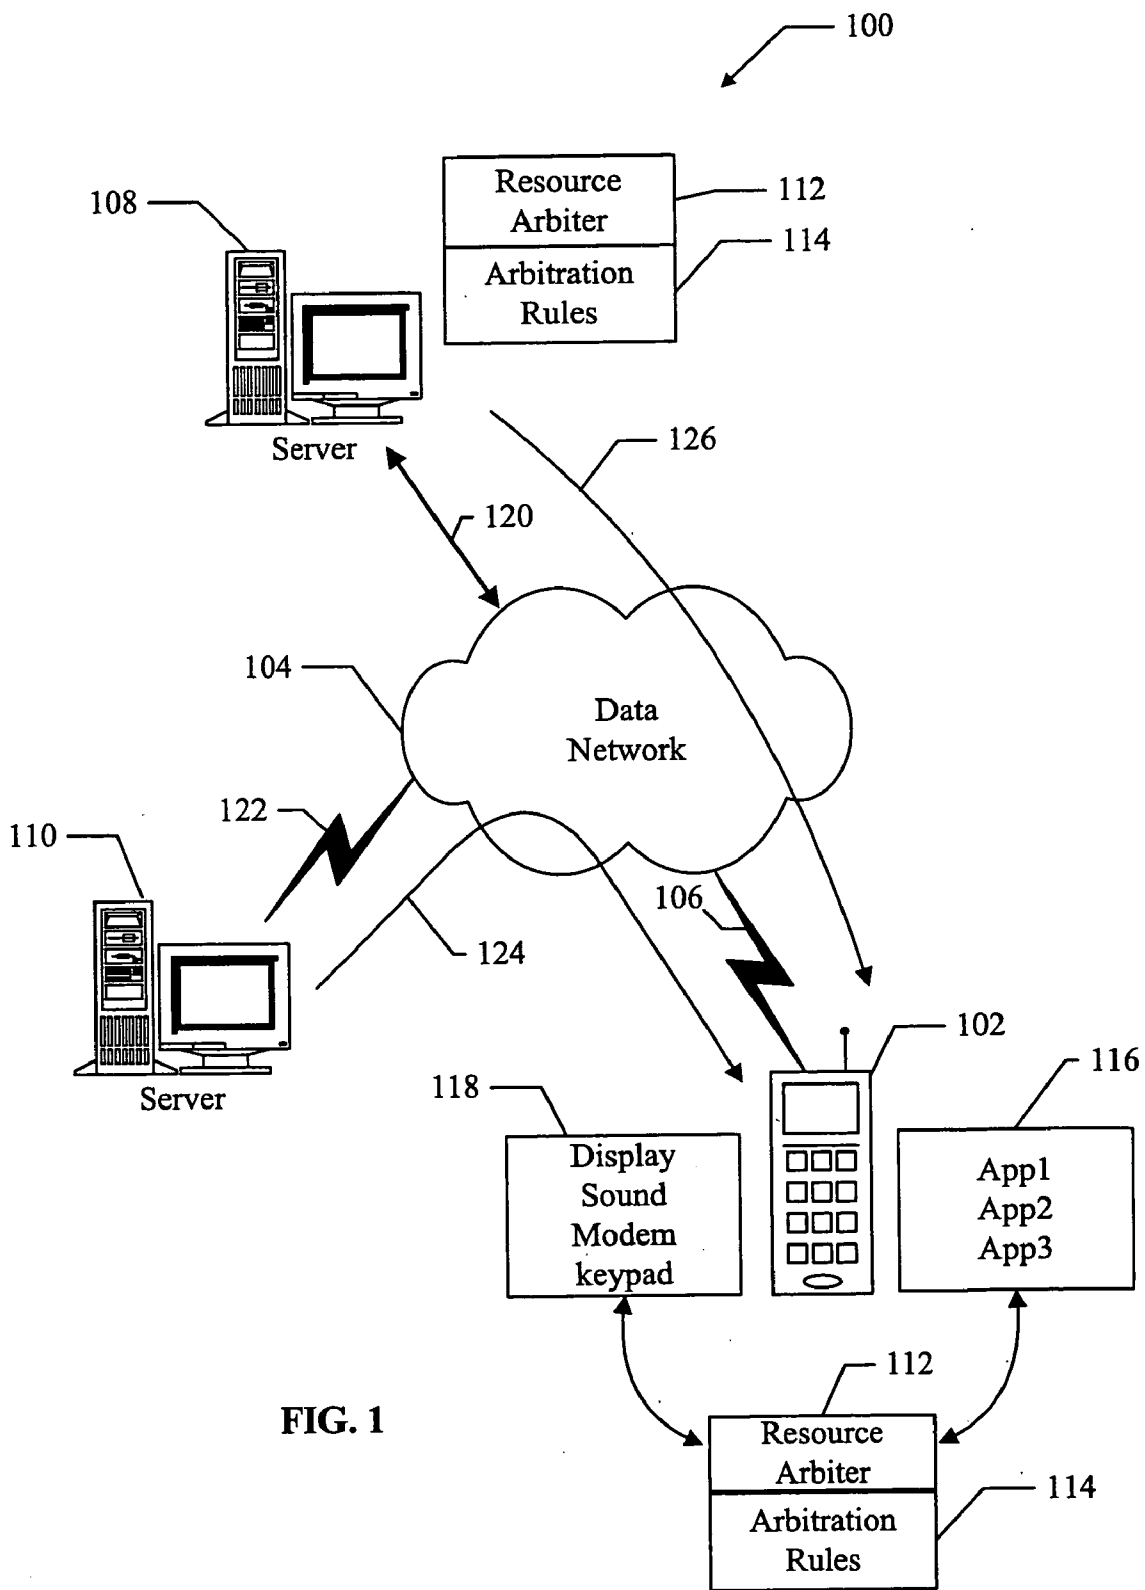 100
Resource
Arbiter
112
108
114
Arbitration
Rules
Server
126
120
104
Data
Network
122
110
106
124
102
116
118
Server
Display
Sound
Modem
keypad
App1
App2
App3
112
FIG. 1
Resource
Arbiter
114
Arbitration
Rules